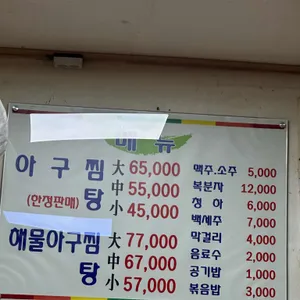 메뉴
아구찜 大 65,000
탕 中 55,000
(한정판매) 小 45,000
해물아구찜 大 77,000
탕 中 67,000
小 57,000
맥주.소주 5,000
복분자 12,000
청하 6,000
백세주 7,000
막걸리 4,000
음료수 2,000
공기밥 1,000
볶음밥 3,000